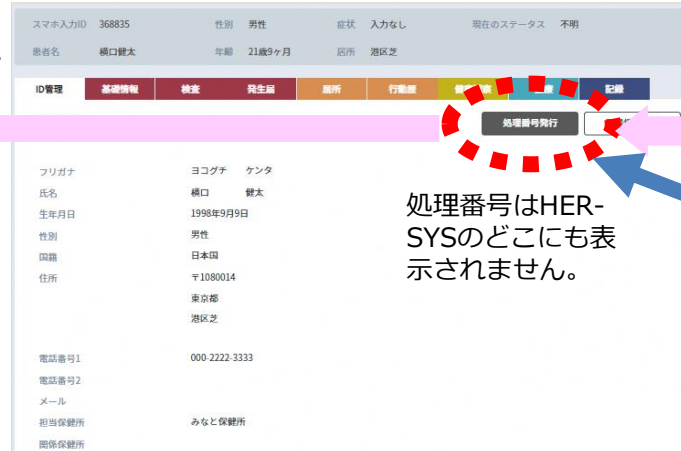 スマホ入力ID 368835 性別 男性 症状 入力なし 現在のステータス 不明
患者名 横口健太 年齢 21歳9ヶ月 居所 港区芝
ID管理 基礎情報 検査 発生届 居所 行動歴 記録
処理番号発行
フリガナ ヨコグチ ケンタ
氏名 横口 健太
生年月日 1998年9月9日
性別 男性
国籍 日本国
住所 〒1080014
東京都
港区芝
処理番号はHER-
SYSのどこにも表
示されません。
電話番号1 000-2222-3333
電話番号2
メール
担当保健所 みなと保健所
関係保健所